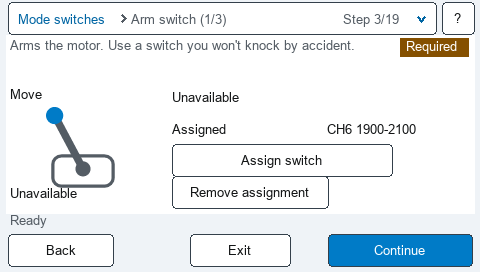 Mode switches > Arm switch (1/3) Step 3/19 ?
Arms the motor. Use a switch you won't knock by accident. Required
Move
Unavailable
Assigned CH6 1900-2100
Assign switch
Unavailable
Remove assignment
Ready
Back Exit Continue